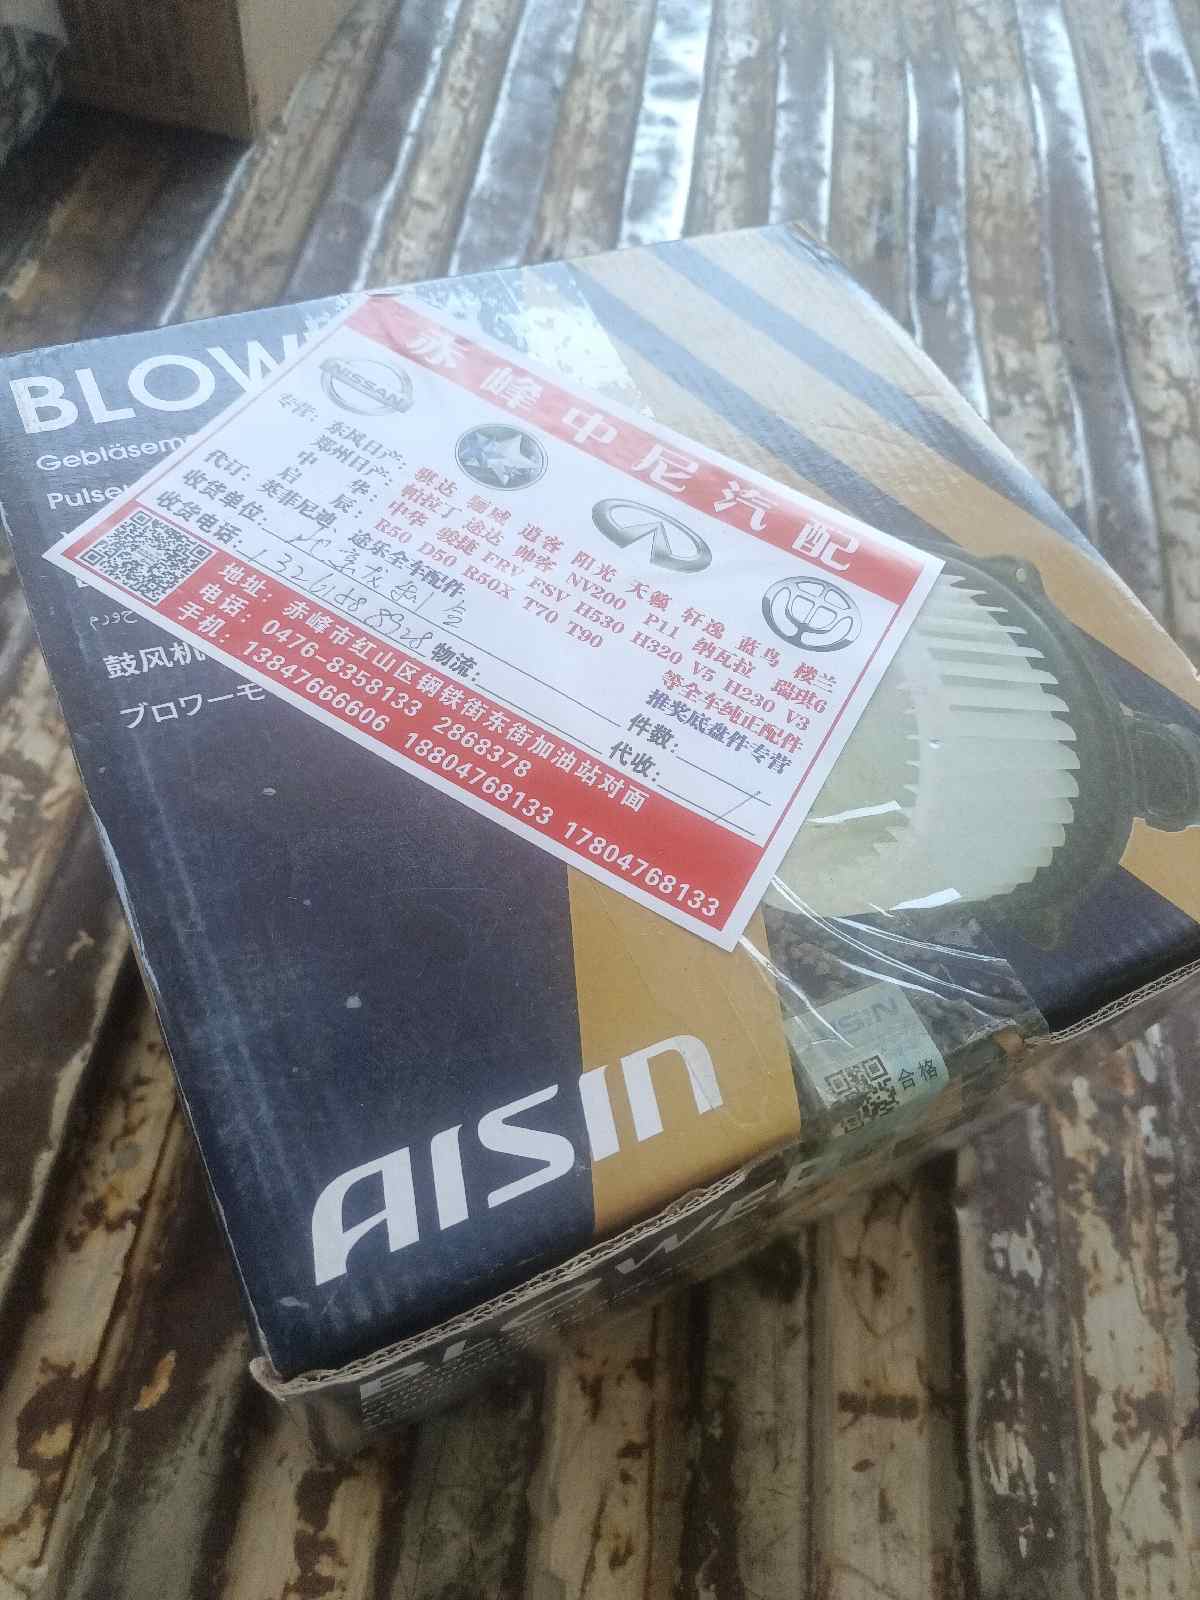 BLOW
Gebläsem
Pulse
鼓风机
ブロワーモ
赤峰中尼汽配
NISSAN
专营：东风日产：骐达 骊威 逍客 阳光 天籁 轩逸 蓝鸟 楼兰
郑州日产：帕拉丁 途达 帅客 NV200 P11 纳瓦拉 瑞琪6
中 华：中华 骏捷 FRV FSV H530 H320 V5 H230 V3
启 辰：R50 D50 R50X T70 T90 等全车纯正配件
英菲尼迪、途乐全车配件 推奖底盘件专营
代订：
收货单位： 件数：
收货电话： 物流： 代收：
地址：赤峰市红山区钢铁街东街加油站对面
电话：0476-8358133 2868378
手机：13847666606 18804768133 17804768133
AISIN
SIN
合格
BLOWER